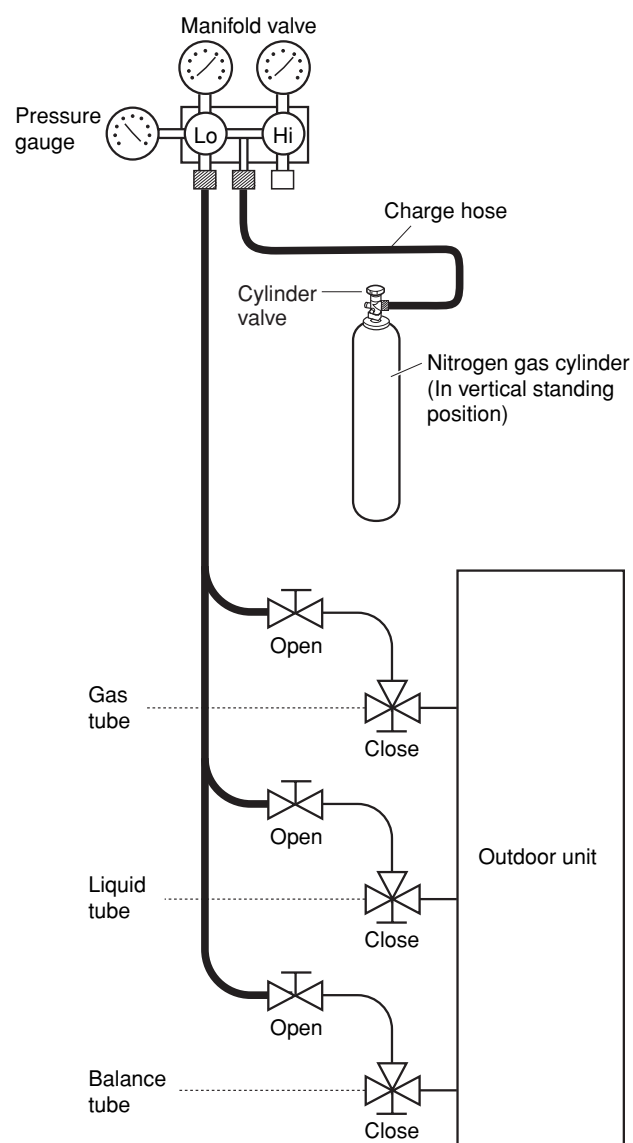 Manifold valve
Pressure
gauge
Lo
Hi
Charge hose
Cylinder
valve
Nitrogen gas cylinder
(In vertical standing
position)
Open
Gas
tube
Close
Open
Outdoor unit
Liquid
tube
Close
Open
Balance
tube
Close